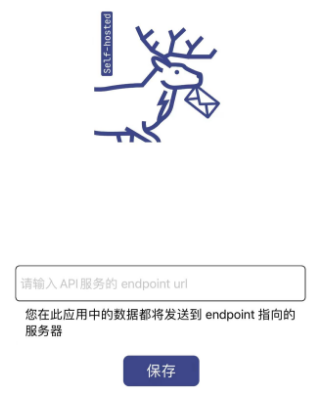 Self-hosted
请输入 API 服务的 endpoint url
您在此应用中的数据都将发送到 endpoint 指向的
服务器
保存